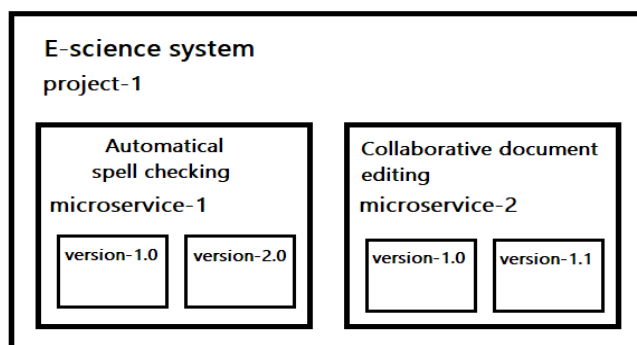 E-science system
project-1
Automatical
spell checking
microservice-1
version-1.0
version-2.0
Collaborative document
editing
microservice-2
version-1.0
version-1.1